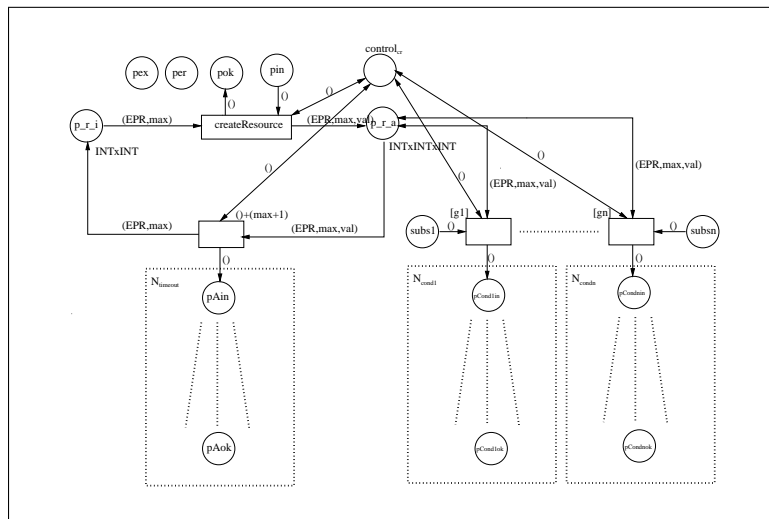 control_cr
pex
per
pok
pin
()
()
()
()
p_r_i
(EPR,max)
createResource
(EPR,max,val)
p_r_a
INTxINT
INTxIntxINT
()
()
()
(EPR,max,val)
(EPR,max,val)
(EPR,max)
()+(max+1)
(EPR,max,val)
[g1]
[gn]
subs1
()
()
subsn
()
()
()
N_timeout
pAin
N_cond1
pCond1in
N_condn
pCondnin
pAok
pCond1ok
pCondnok